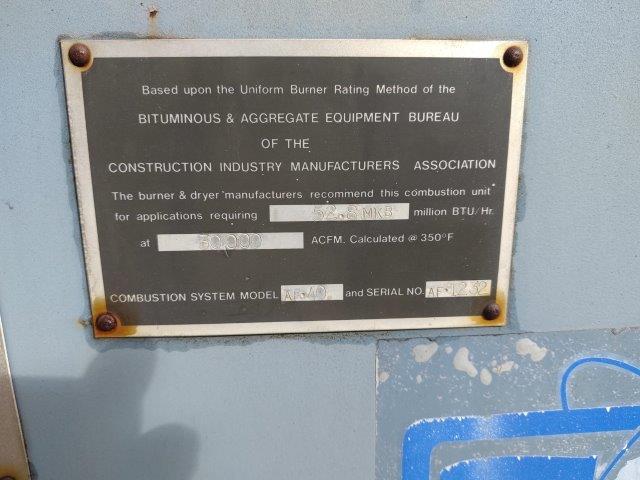 Based upon the Uniform Burner Rating Method of the
BITUMINOUS & AGGREGATE EQUIPMENT BUREAU
OF THE
CONSTRUCTION INDUSTRY MANUFACTURERS ASSOCIATION
The burner & dryer manufacturers recommend this combustion unit
for applications requiring 52.8 MKB million BTU/Hr.
at 30,000 ACFM. Calculated @ 350°F
COMBUSTION SYSTEM MODEL AF-40 and SERIAL NO. AF-1232